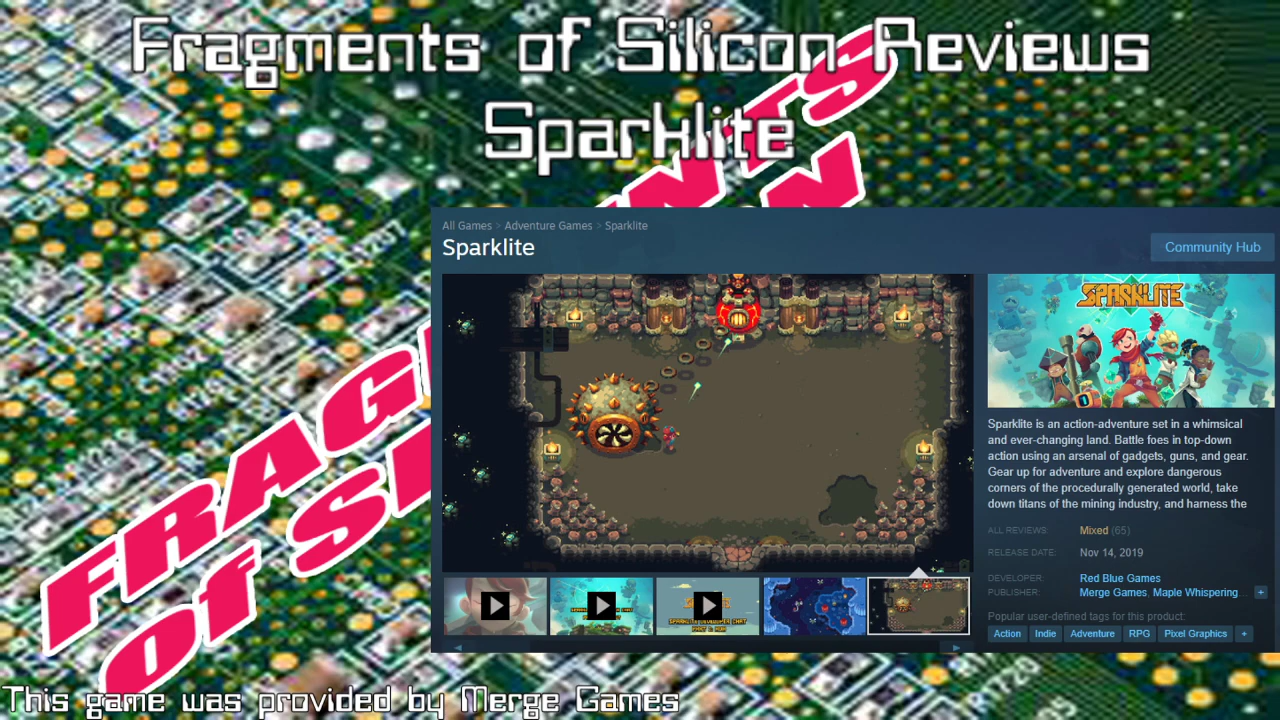 Fragments of Silicon Reviews
Sparklite
FRAG
NTS
of SI
N
All Games > Adventure Games > Sparklite
Sparklite
Community Hub
SPARKLITE
Sparklite is an action-adventure set in a whimsical
and ever-changing land. Battle foes in top-down
action using an arsenal of gadgets, guns, and gear.
Gear up for adventure and explore dangerous
corners of the procedurally generated world, take
down titans of the mining industry, and harness the
ALL REVIEWS: Mixed (65)
RELEASE DATE: Nov 14, 2019
DEVELOPER: Red Blue Games
PUBLISHER: Merge Games, Maple Whispering... +
Popular user-defined tags for this product:
Action Indie Adventure RPG Pixel Graphics +
This game was provided by Merge Games